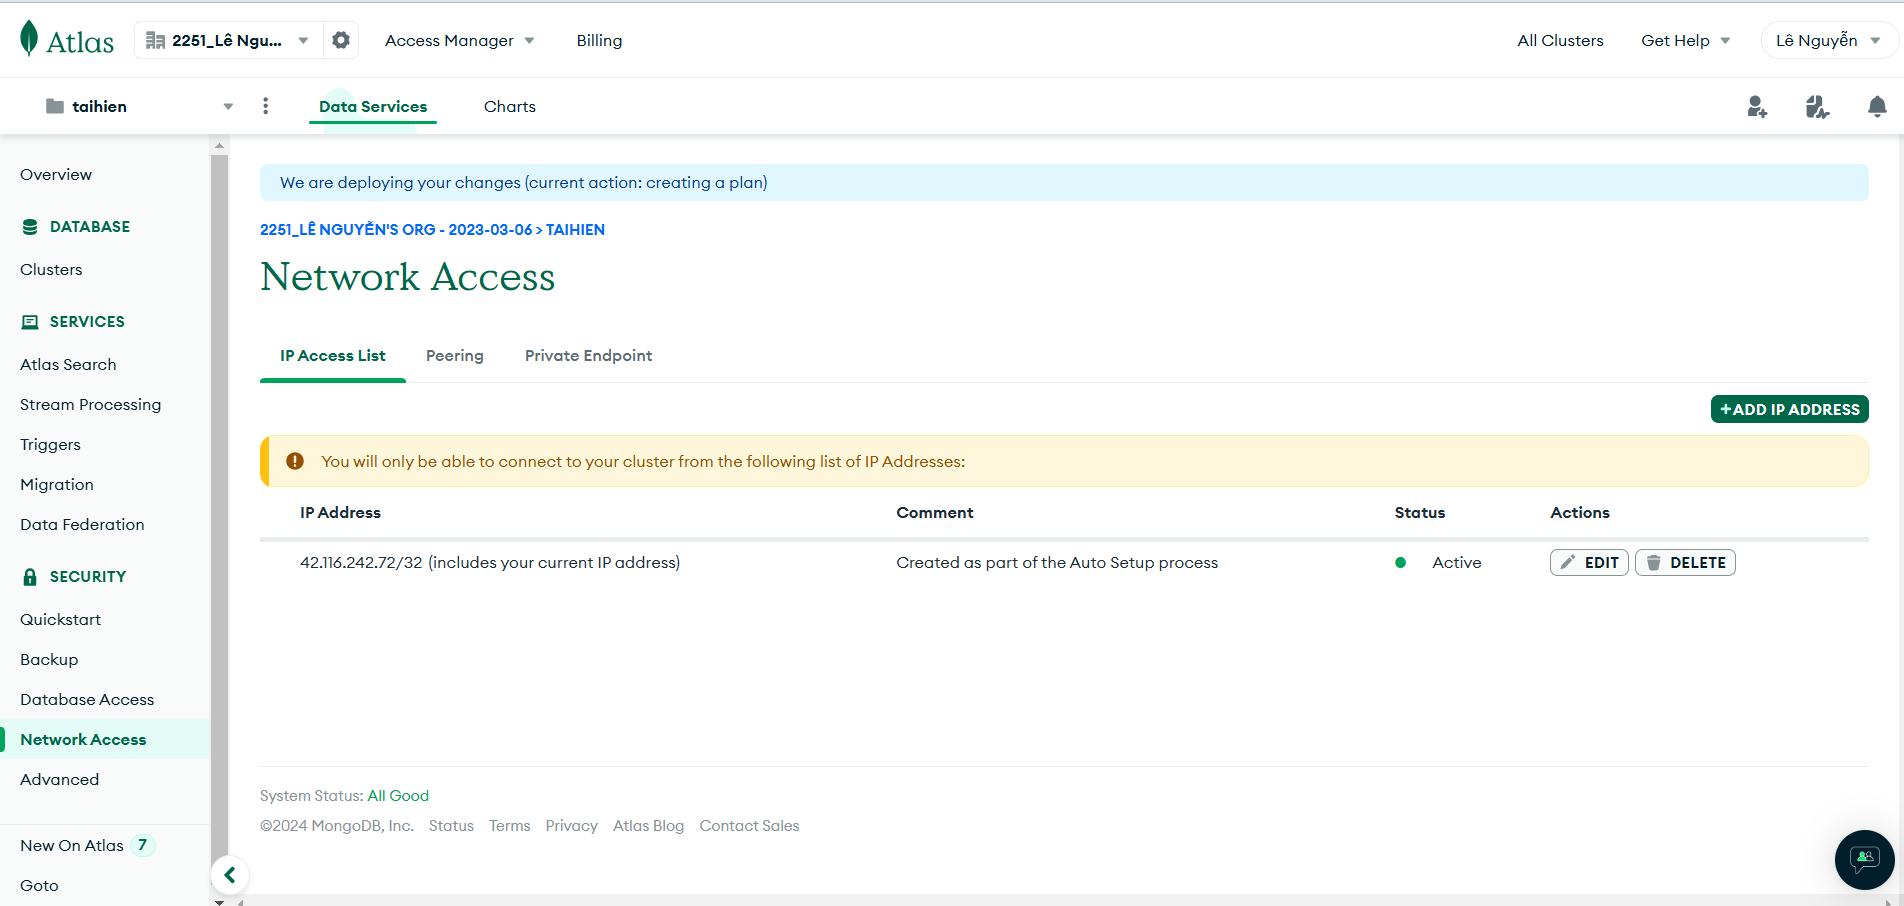 Atlas
2251_Lê Ngu...
Access Manager
Billing
All Clusters
Get Help
Lê Nguyễn
taihien
Data Services
Charts
Overview
DATABASE
Clusters
SERVICES
Atlas Search
Stream Processing
Triggers
Migration
Data Federation
SECURITY
Quickstart
Backup
Database Access
Network Access
Advanced
New On Atlas 7
Goto
We are deploying your changes (current action: creating a plan)
2251_LÊ NGUYỄN'S ORG - 2023-03-06 > TAIHIEN
Network Access
IP Access List
Peering
Private Endpoint
+ADD IP ADDRESS
You will only be able to connect to your cluster from the following list of IP Addresses:
IP Address Comment Status Actions
42.116.242.72/32 (includes your current IP address) Created as part of the Auto Setup process Active EDIT DELETE
System Status: All Good
©2024 MongoDB, Inc. Status Terms Privacy Atlas Blog Contact Sales